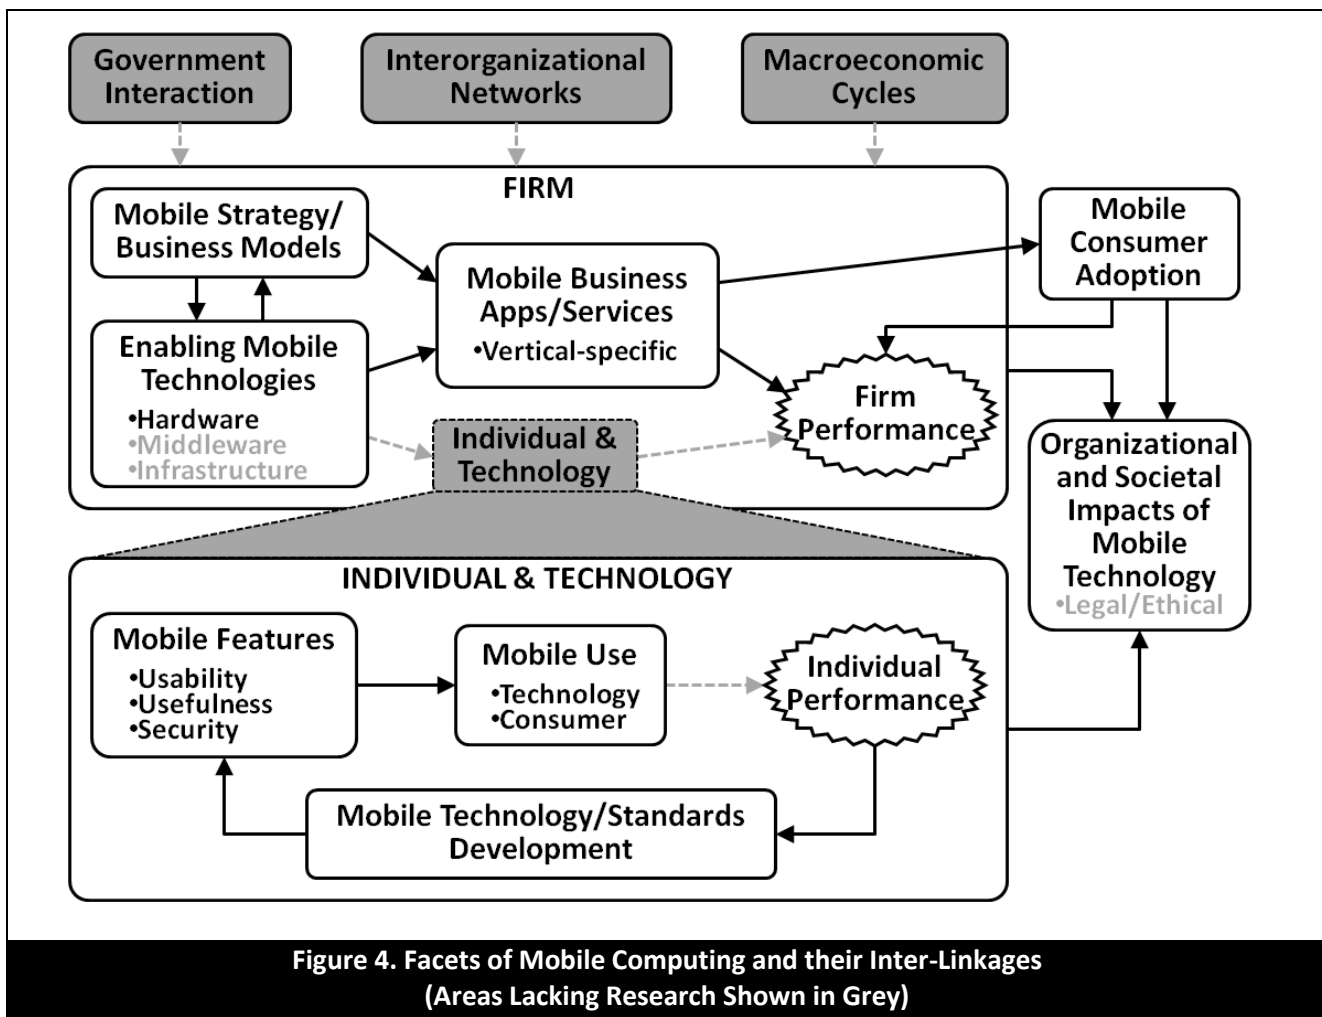 Government
Interaction
Interorganizational
Networks
Macroeconomic
Cycles
FIRM
Mobile Strategy/
Business Models
Enabling Mobile
Technologies
•Hardware
•Middleware
•Infrastructure
Mobile Business
Apps/Services
•Vertical-specific
Individual &
Technology
Firm
Performance
Mobile
Consumer
Adoption
Organizational
and Societal
Impacts of
Mobile
Technology
•Legal/Ethical
INDIVIDUAL & TECHNOLOGY
Mobile Features
•Usability
•Usefulness
•Security
Mobile Use
•Technology
•Consumer
Individual
Performance
Mobile Technology/Standards
Development
Figure 4. Facets of Mobile Computing and their Inter-Linkages
(Areas Lacking Research Shown in Grey)